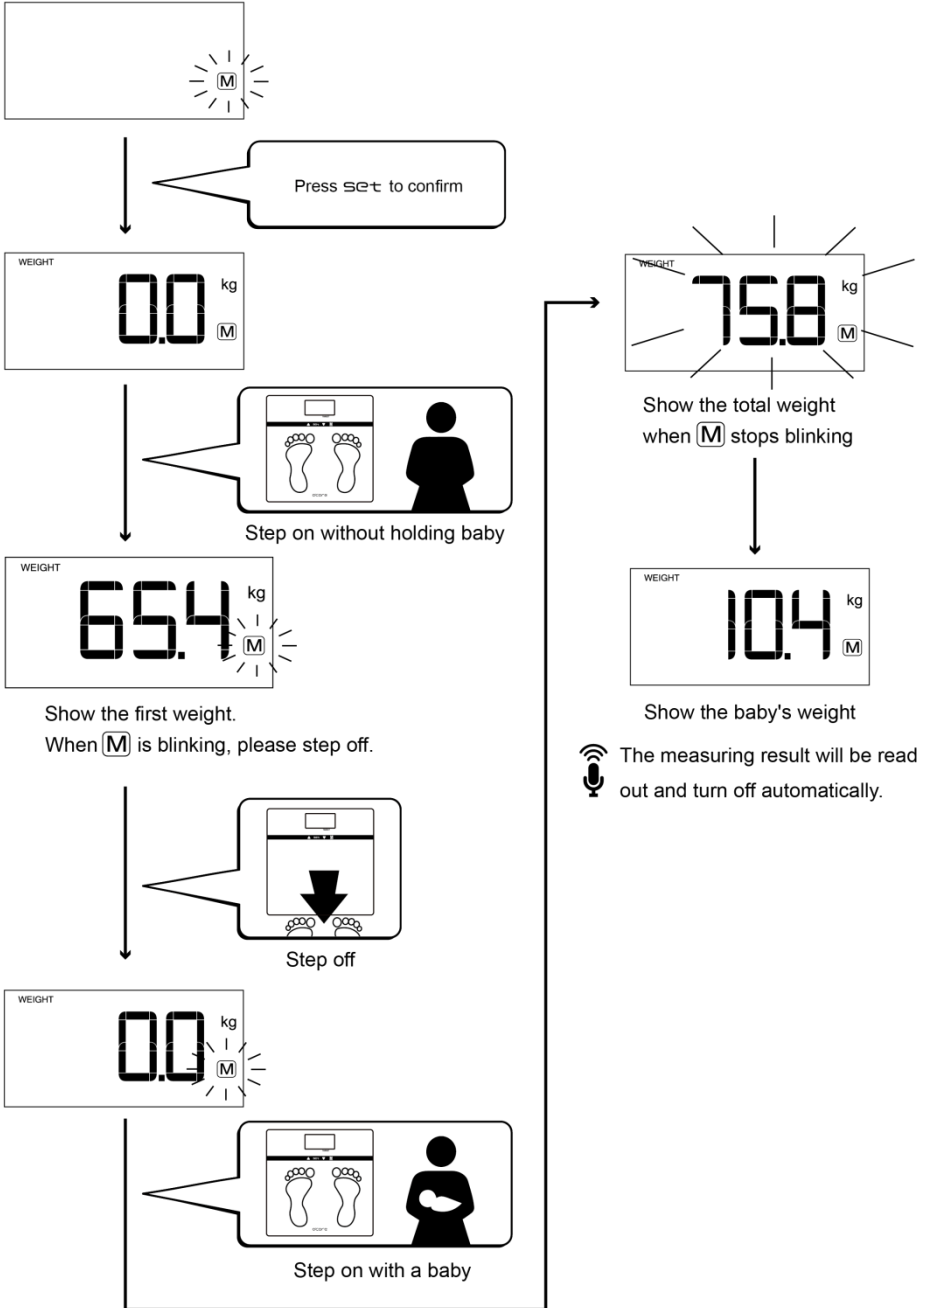 M
Press set to confirm
WEIGHT
0.0 kg
M
Step on without holding baby
WEIGHT
65.4 kg
M
Show the first weight.
When M is blinking, please step off.
Step off
WEIGHT
0.0 kg
M
Step on with a baby
WEIGHT
75.8 kg
M
Show the total weight
when M stops blinking
WEIGHT
10.4 kg
M
Show the baby's weight
The measuring result will be read
out and turn off automatically.